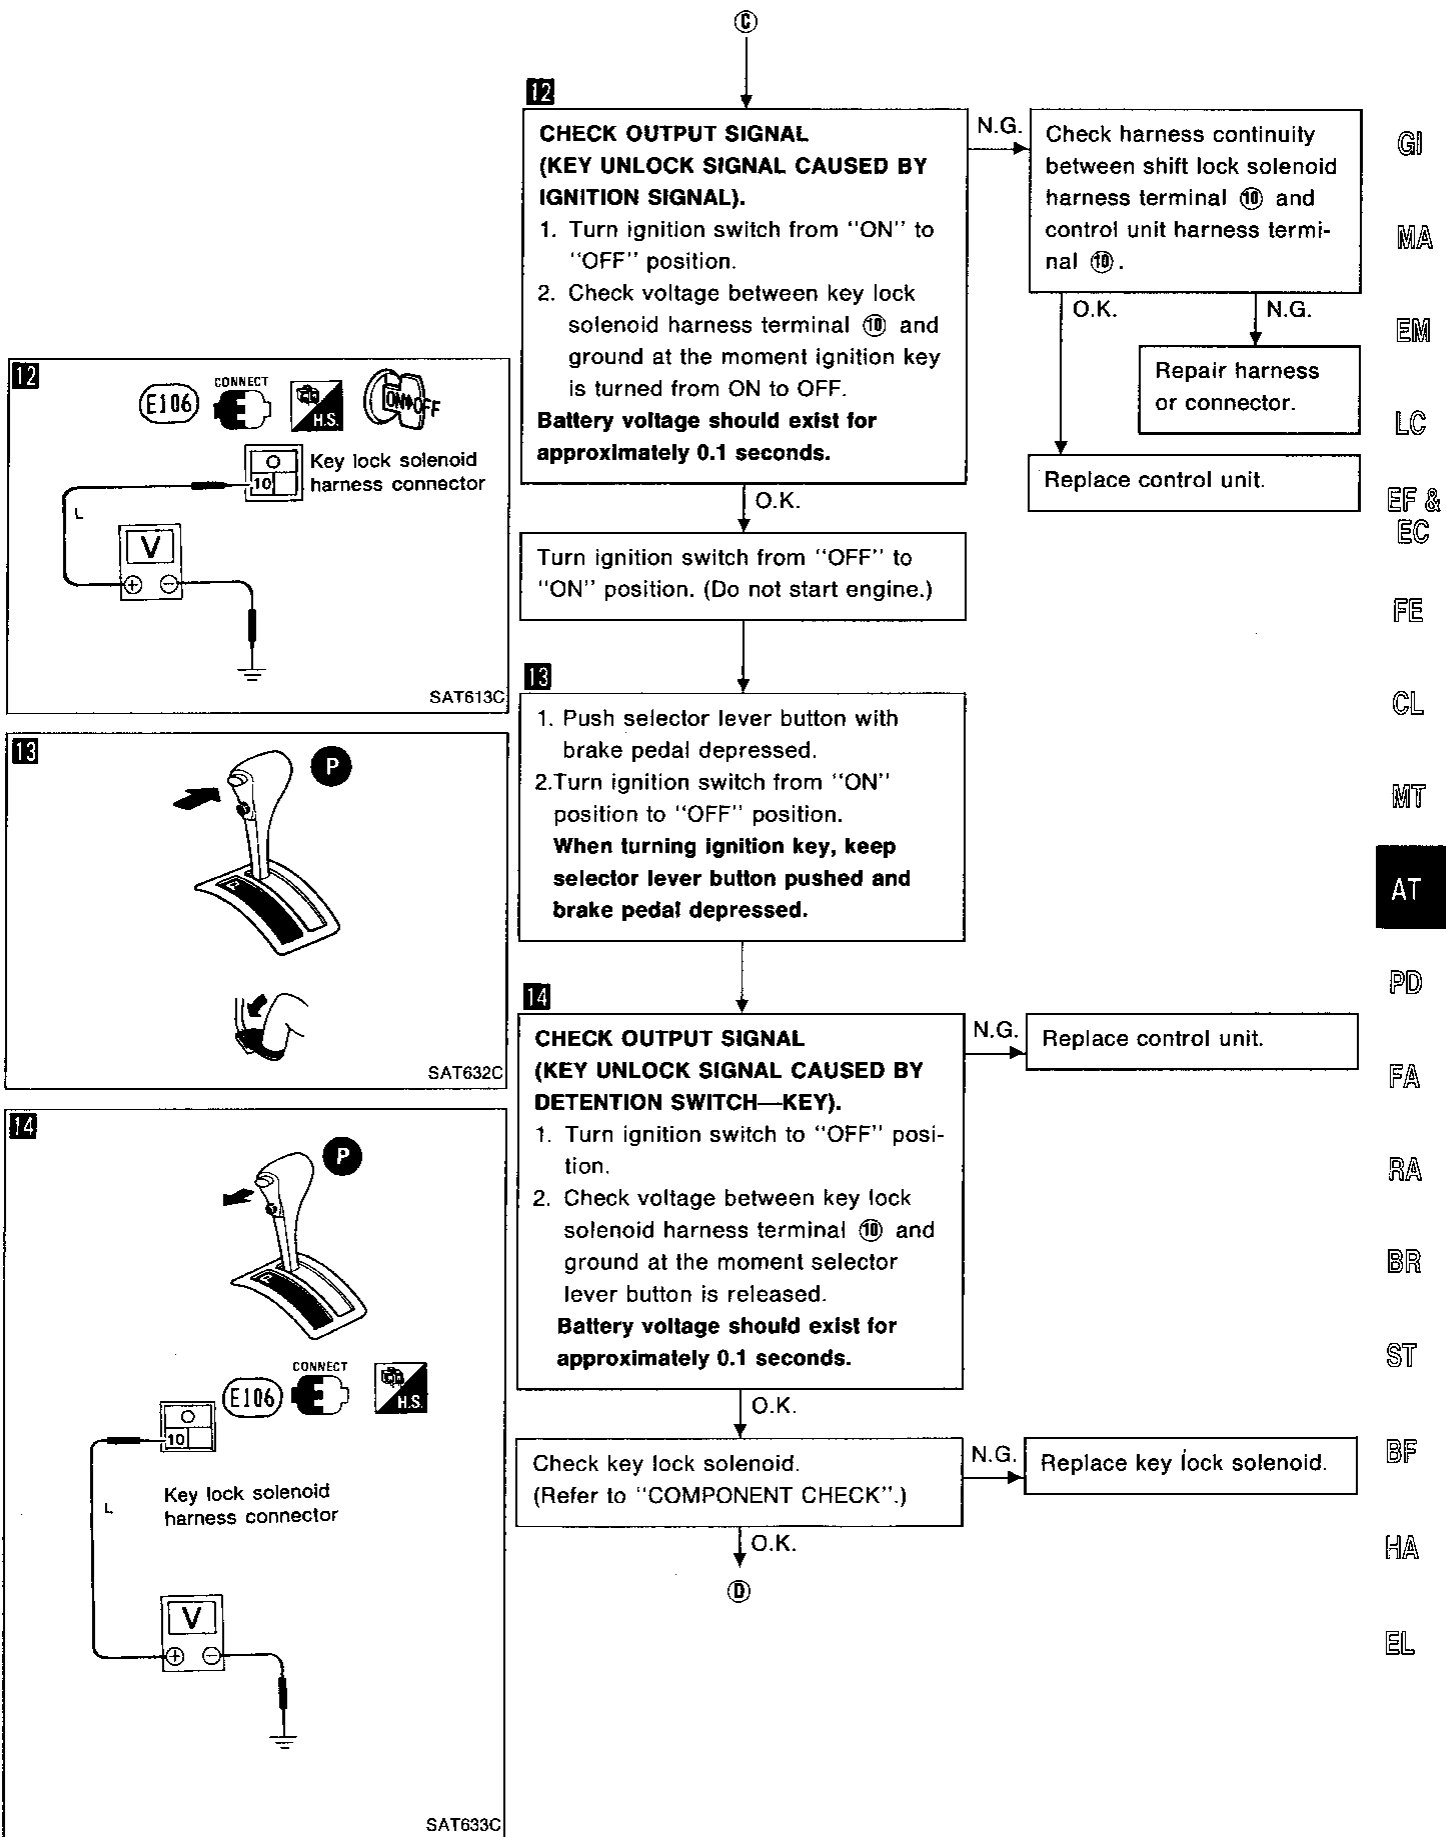 C
12
CHECK OUTPUT SIGNAL
(KEY UNLOCK SIGNAL CAUSED BY
IGNITION SIGNAL).
1. Turn ignition switch from "ON" to
"OFF" position.
2. Check voltage between key lock
solenoid harness terminal ⑩ and
ground at the moment ignition key
is turned from ON to OFF.
Battery voltage should exist for
approximately 0.1 seconds.
N.G.
Check harness continuity
between shift lock solenoid
harness terminal ⑩ and
control unit harness termi-
nal ⑩.
O.K.
N.G.
Repair harness
or connector.
Replace control unit.
O.K.
Turn ignition switch from "OFF" to
"ON" position. (Do not start engine.)
13
1. Push selector lever button with
brake pedal depressed.
2.Turn ignition switch from "ON"
position to "OFF" position.
When turning ignition key, keep
selector lever button pushed and
brake pedal depressed.
14
CHECK OUTPUT SIGNAL
(KEY UNLOCK SIGNAL CAUSED BY
DETENTION SWITCH—KEY).
1. Turn ignition switch to "OFF" posi-
tion.
2. Check voltage between key lock
solenoid harness terminal ⑩ and
ground at the moment selector
lever button is released.
Battery voltage should exist for
approximately 0.1 seconds.
N.G.
Replace control unit.
O.K.
Check key lock solenoid.
(Refer to "COMPONENT CHECK".)
N.G.
Replace key lock solenoid.
O.K.
D
12
E106
CONNECT
H.S.
ON OFF
10
Key lock solenoid
harness connector
L
V
SAT613C
13
P
SAT632C
14
P
E106
CONNECT
H.S.
10
Key lock solenoid
harness connector
L
V
SAT633C
GI
MA
EM
LC
EF &
EC
FE
CL
MT
AT
PD
FA
RA
BR
ST
BF
HA
EL